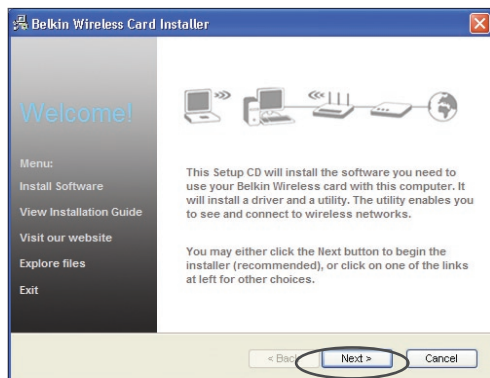 Belkin Wireless Card Installer
Welcome!
Menu:
Install Software
View Installation Guide
Visit our website
Explore files
Exit
This Setup CD will install the software you need to
use your Belkin Wireless card with this computer. It
will install a driver and a utility. The utility enables you
to see and connect to wireless networks.
You may either click the Next button to begin the
installer (recommended), or click on one of the links
at left for other choices.
< Back
Next >
Cancel